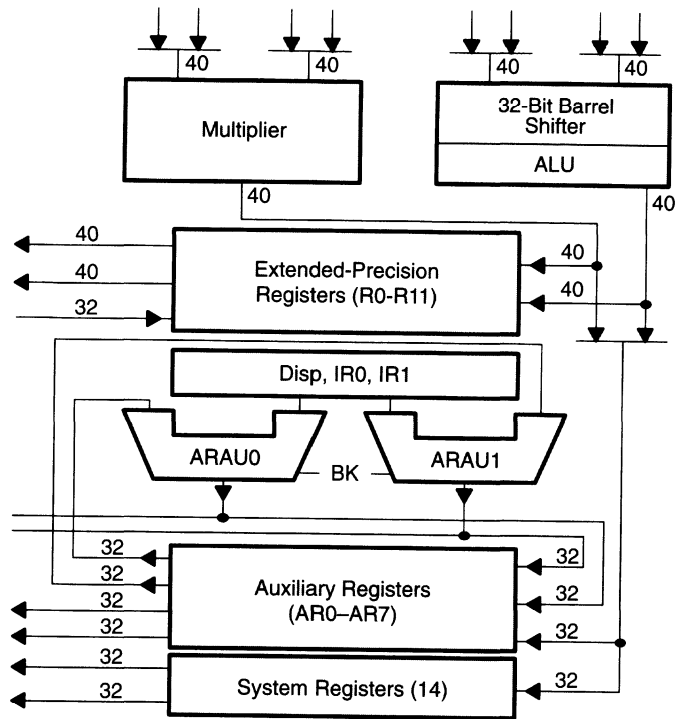 40 40 40 40
Multiplier
32-Bit Barrel
Shifter
ALU
40 40
40
40
32
Extended-Precision
Registers (R0-R11)
40
40
Disp, IR0, IR1
ARAU0
BK
ARAU1
32
32
32
32
Auxiliary Registers
(AR0–AR7)
32
32
32
32
32
System Registers (14)
32